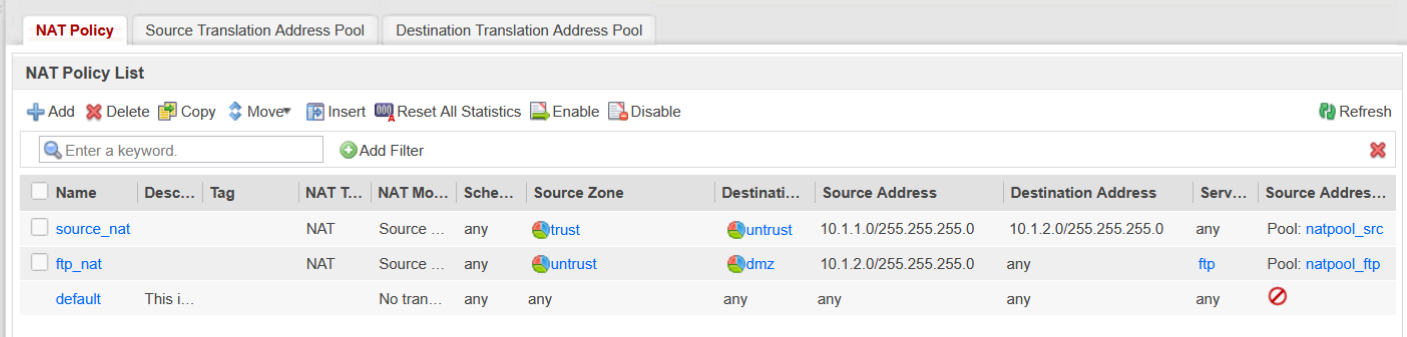 NAT Policy Source Translation Address Pool Destination Translation Address Pool
NAT Policy List
Add Delete Copy Move Insert Reset All Statistics Enable Disable Refresh
Enter a keyword. Add Filter
Name Desc... Tag NAT T... NAT Mo... Sche... Source Zone Destinati... Source Address Destination Address Serv... Source Addres...
source_nat NAT Source ... any trust untrust 10.1.1.0/255.255.255.0 10.1.2.0/255.255.255.0 any Pool: natpool_src
ftp_nat NAT Source ... any untrust dmz 10.1.2.0/255.255.255.0 any ftp Pool: natpool_ftp
default This i... No tran... any any any any any any